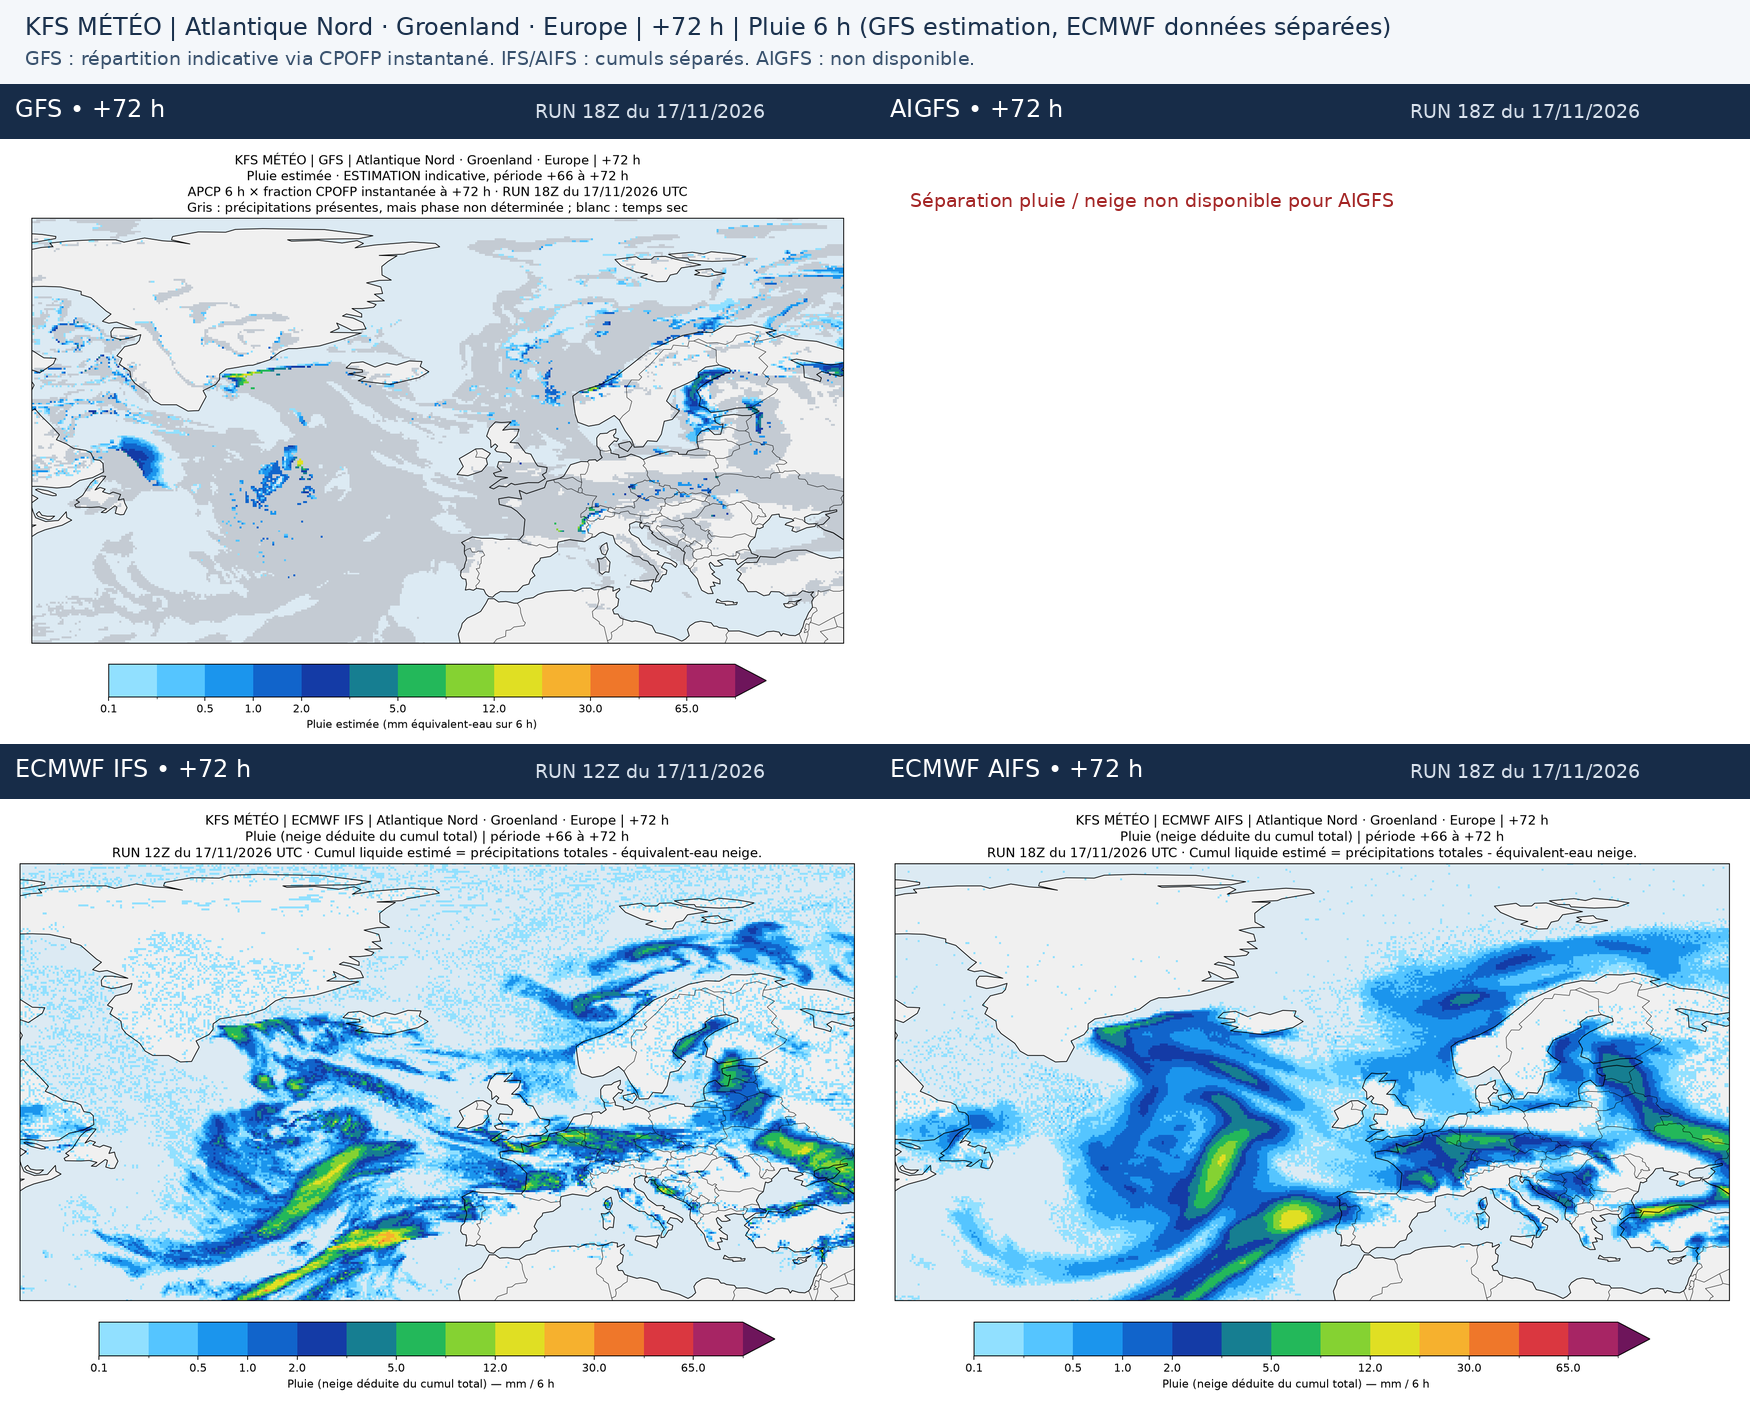 KFS MÉTÉO | Atlantique Nord · Groenland · Europe | +72 h | Pluie 6 h (GFS estimation, ECMWF données séparées)
GFS : répartition indicative via CPOFP instantané. IFS/AIFS : cumuls séparés. AIGFS : non disponible.
GFS • +72 h
RUN 18Z du 17/11/2026
KFS MÉTÉO | GFS | Atlantique Nord · Groenland · Europe | +72 h
Pluie estimée · ESTIMATION indicative, période +66 à +72 h
APCP 6 h × fraction CPOFP instantanée à +72 h · RUN 18Z du 17/11/2026 UTC
Gris : précipitations présentes, mais phase non déterminée ; blanc : temps sec
0.1 0.5 1.0 2.0 5.0 12.0 30.0 65.0
Pluie estimée (mm équivalent-eau sur 6 h)
AIGFS • +72 h
RUN 18Z du 17/11/2026
Séparation pluie / neige non disponible pour AIGFS
ECMWF IFS • +72 h
RUN 12Z du 17/11/2026
KFS MÉTÉO | ECMWF IFS | Atlantique Nord · Groenland · Europe | +72 h
Pluie (neige déduite du cumul total) | période +66 à +72 h
RUN 12Z du 17/11/2026 UTC · Cumul liquide estimé = précipitations totales - équivalent-eau neige.
0.1 0.5 1.0 2.0 5.0 12.0 30.0 65.0
Pluie (neige déduite du cumul total) — mm / 6 h
ECMWF AIFS • +72 h
RUN 18Z du 17/11/2026
KFS MÉTÉO | ECMWF AIFS | Atlantique Nord · Groenland · Europe | +72 h
Pluie (neige déduite du cumul total) | période +66 à +72 h
RUN 18Z du 17/11/2026 UTC · Cumul liquide estimé = précipitations totales - équivalent-eau neige.
0.1 0.5 1.0 2.0 5.0 12.0 30.0 65.0
Pluie (neige déduite du cumul total) — mm / 6 h